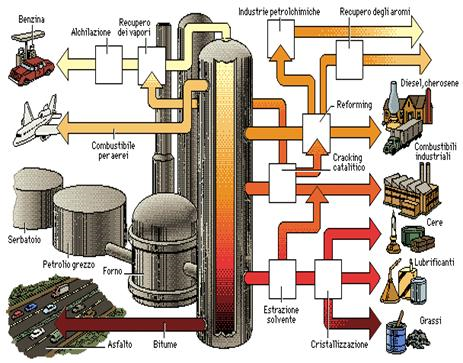 Benzina
Alchilazione
Recupero
dei vapori
Industrie petrolchimiche
Recupero degli aromi
Diesel, cherosene
Reforming
Combustibile
per aerei
Combustibili
industriali
Cracking
catalitico
Serbatoio
Petrolio grezzo
Forno
Cere
Lubrificanti
Estrazione
solvente
Cristallizzazione
Grassi
Asfalto
Bitume